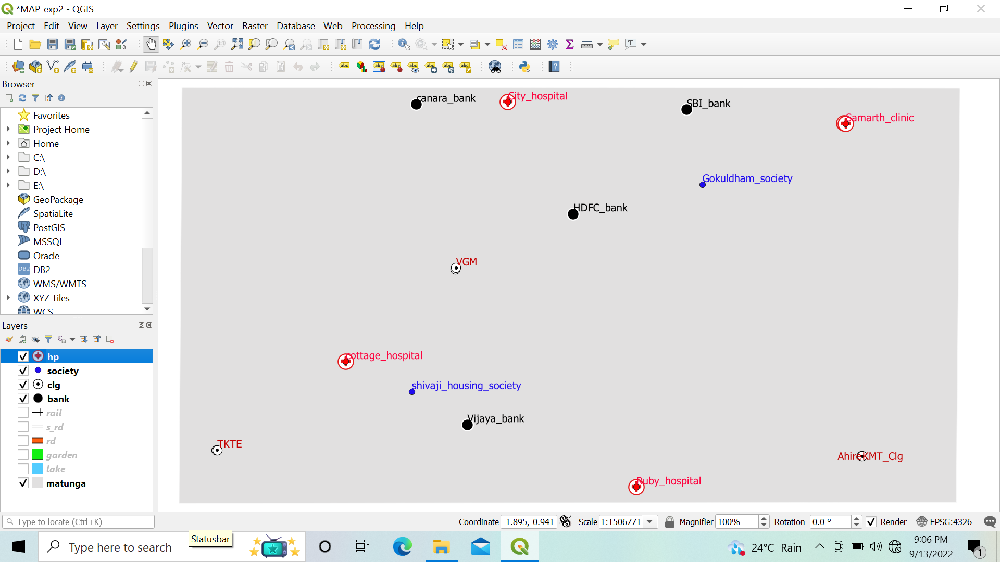 *MAP_exp2 - QGIS
Project Edit View Layer Settings Plugins Vector Raster Database Web Processing Help
Browser
Favorites
Project Home
Home
C:\
D:\
E:\
GeoPackage
SpatiaLite
PostGIS
MSSQL
Oracle
DB2
WMS/WMTS
XYZ Tiles
WCS
Layers
hp
society
clg
bank
rail
s_rd
rd
garden
lake
matunga
canara_bank
City_hospital
SBI_bank
Samarth_clinic
Gokuldham_society
HDFC_bank
VGM
cottage_hospital
shivaji_housing_society
Vijaya_bank
TKTE
AhireKMT_Clg
Ruby_hospital
Type to locate (Ctrl+K)
Coordinate -1.895,-0.941 Scale 1:1506771 Magnifier 100% Rotation 0.0 ° Render EPSG:4326
Statusbar
Type here to search
24°C Rain
9:06 PM
9/13/2022
1